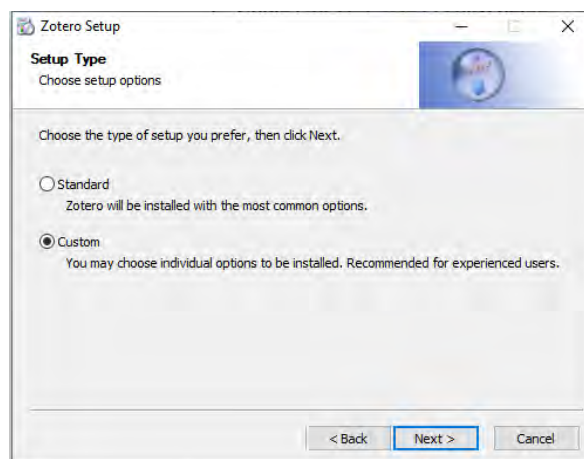 Zotero Setup
Setup Type
Choose setup options
Choose the type of setup you prefer, then click Next.
Standard
Zotero will be installed with the most common options.
Custom
You may choose individual options to be installed. Recommended for experienced users.
< Back
Next >
Cancel